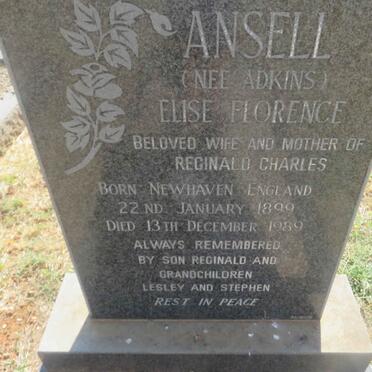 ANSELL
(NEE ADKINS)
ELISE FLORENCE
BELOVED WIFE AND MOTHER OF
REGINALD CHARLES
BORN NEWHAVEN ENGLAND
22ND JANUARY 1899
DIED 13TH DECEMBER 1989
ALWAYS REMEMBERED
BY SON REGINALD AND
GRANDCHILDREN
LESLEY AND STEPHEN
REST IN PEACE